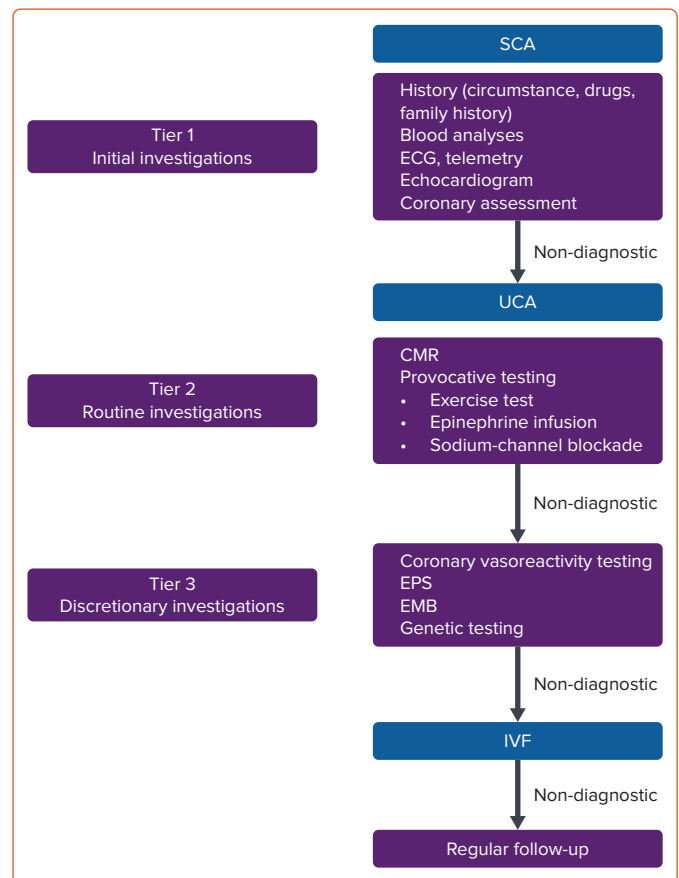 SCA
Tier 1
Initial investigations
History (circumstance, drugs,
family history)
Blood analyses
ECG, telemetry
Echocardiogram
Coronary assessment
Non-diagnostic
UCA
Tier 2
Routine investigations
CMR
Provocative testing
• Exercise test
• Epinephrine infusion
• Sodium-channel blockade
Non-diagnostic
Tier 3
Discretionary investigations
Coronary vasoreactivity testing
EPS
EMB
Genetic testing
Non-diagnostic
IVF
Non-diagnostic
Regular follow-up